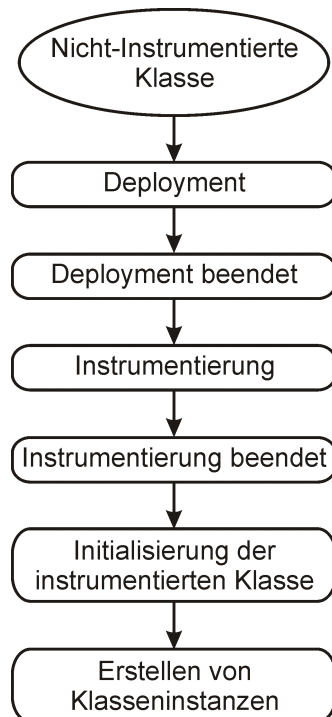 Nicht-Instrumentierte
Klasse
Deployment
Deployment beendet
Instrumentierung
Instrumentierung beendet
Initialisierung der
instrumentierten Klasse
Erstellen von
Klasseninstanzen